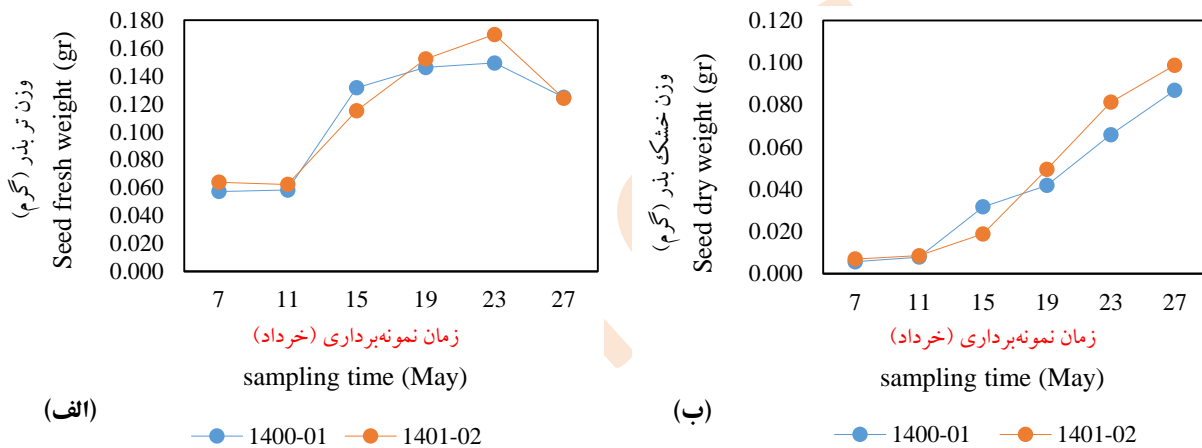 0.180
0.160
0.140
0.120
0.100
0.080
0.060
0.040
0.020
0.000
وزن تر بذر (گرم)
Seed fresh weight (gr)
7 11 15 19 23 27
زمان نمونه‌برداری (خرداد)
sampling time (May)
(الف)
1400-01 1401-02
0.120
0.100
0.080
0.060
0.040
0.020
0.000
وزن خشک بذر (گرم)
Seed dry weight (gr)
7 11 15 19 23 27
زمان نمونه‌برداری (خرداد)
sampling time (May)
(ب)
1400-01 1401-02